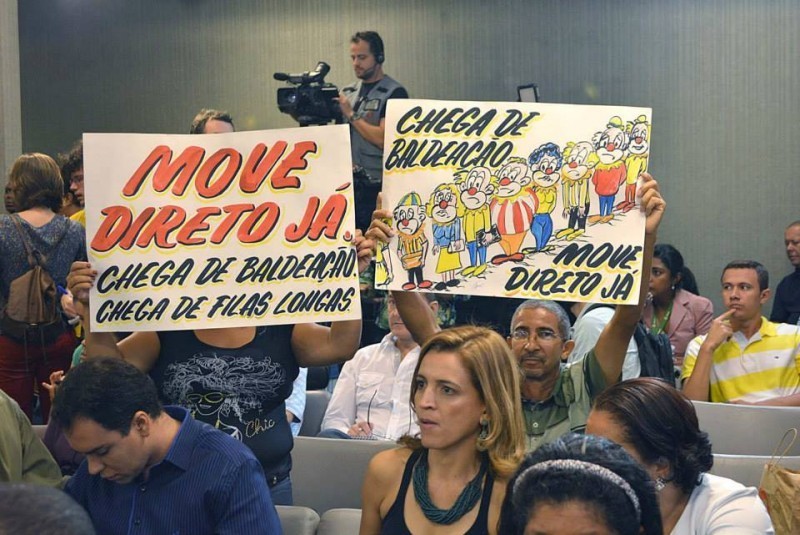 MOVE
DIRETO JÁ.
CHEGA DE BALDEAÇÃO.
CHEGA DE FILAS LONGAS.
CHEGA DE
BALDEAÇÃO
MOVE
DIRETO JÁ
Chic